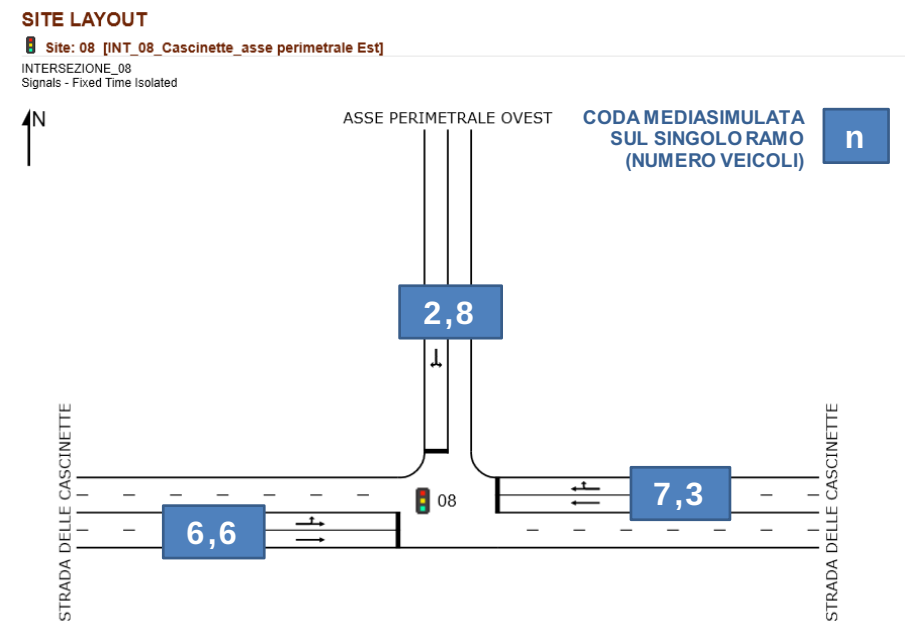 SITE LAYOUT
Site: 08 [INT_08_Cascinette_asse perimetrale Est]
INTERSEZIONE_08
Signals - Fixed Time Isolated
N
ASSE PERIMETRALE OVEST
CODA MEDIASIMULATA
SUL SINGOLO RAMO
(NUMERO VEICOLI)
n
2,8
STRADA DELLE CASCINETTE
STRADA DELLE CASCINETTE
08
7,3
6,6